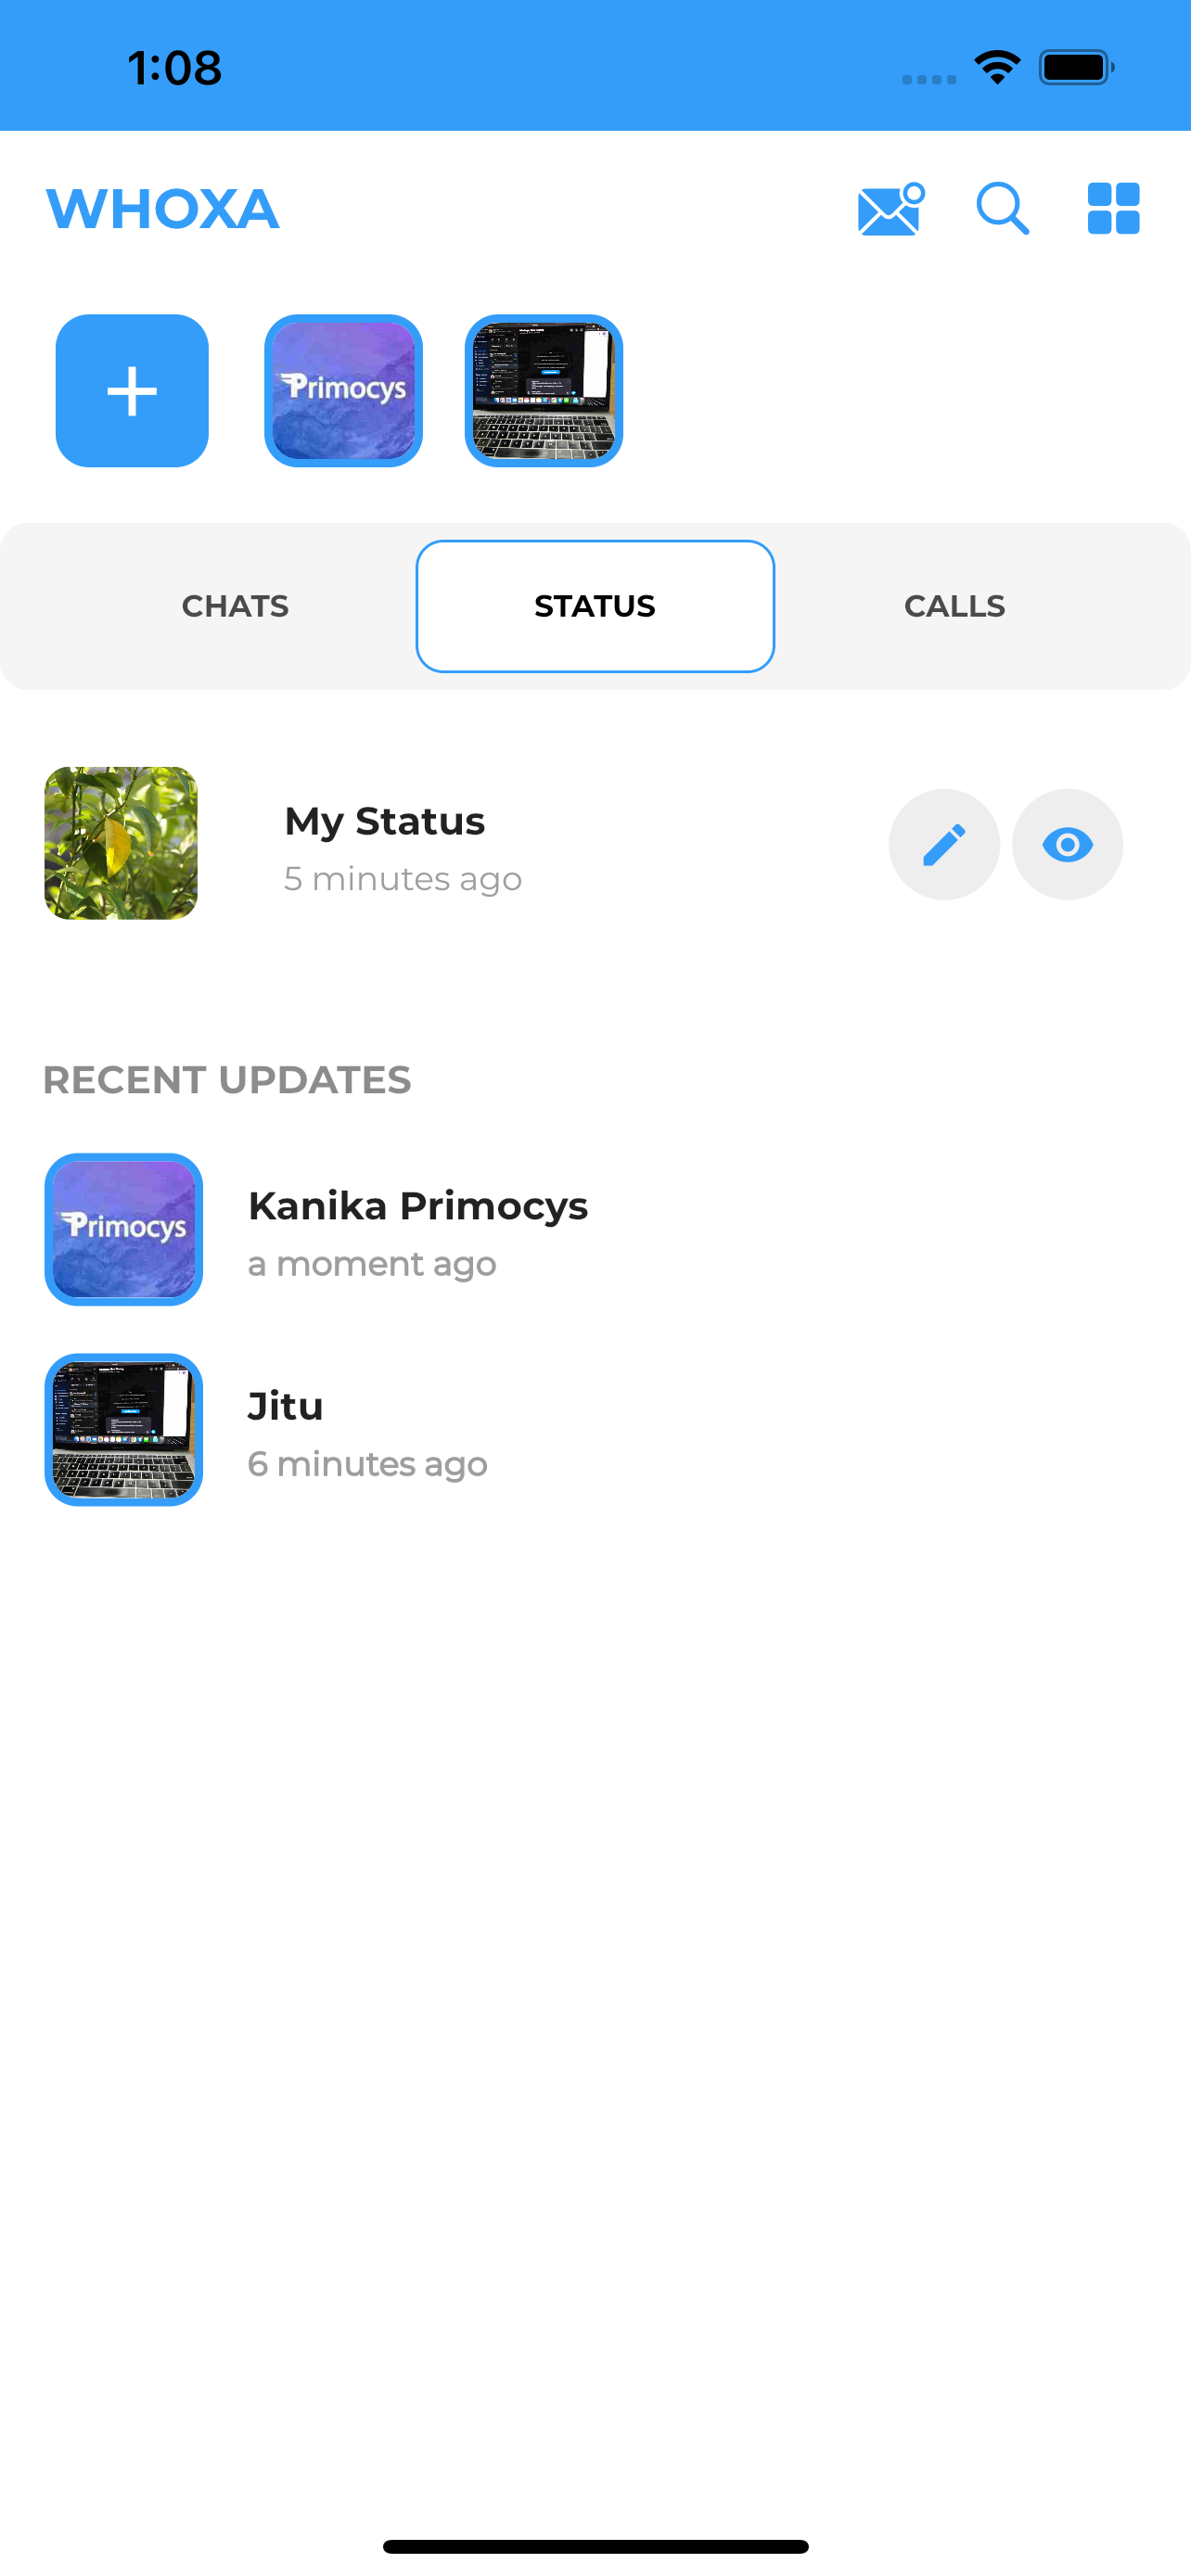 1:08
WHOXA
Primocys
CHATS
STATUS
CALLS
My Status
5 minutes ago
RECENT UPDATES
Primocys
Kanika Primocys
a moment ago
Jitu
6 minutes ago